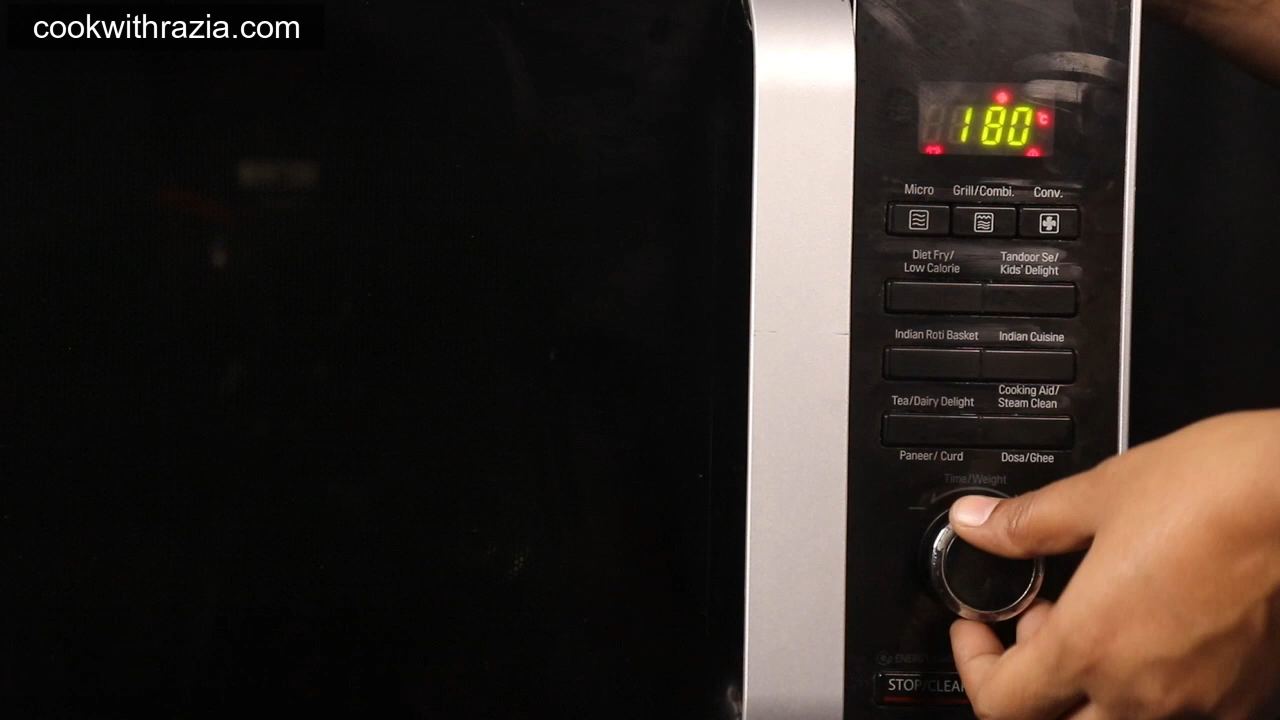 cookwithrazia.com
180 °C
Micro Grill/Combi. Conv.
Diet Fry/ Low Calorie
Tandoor Se/ Kids' Delight
Indian Roti Basket Indian Cuisine
Tea/Dairy Delight
Cooking Aid/ Steam Clean
Paneer/ Curd Dosa/Ghee
Time/Weight
ENERGY
STOP/CLEAR